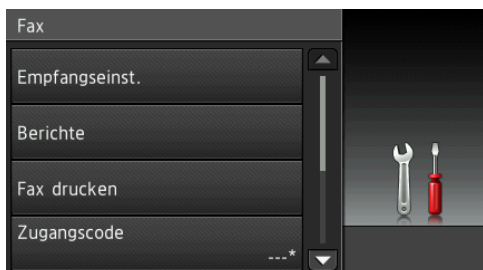 Fax
Empfangseinst.
Berichte
Fax drucken
Zugangscode
---*